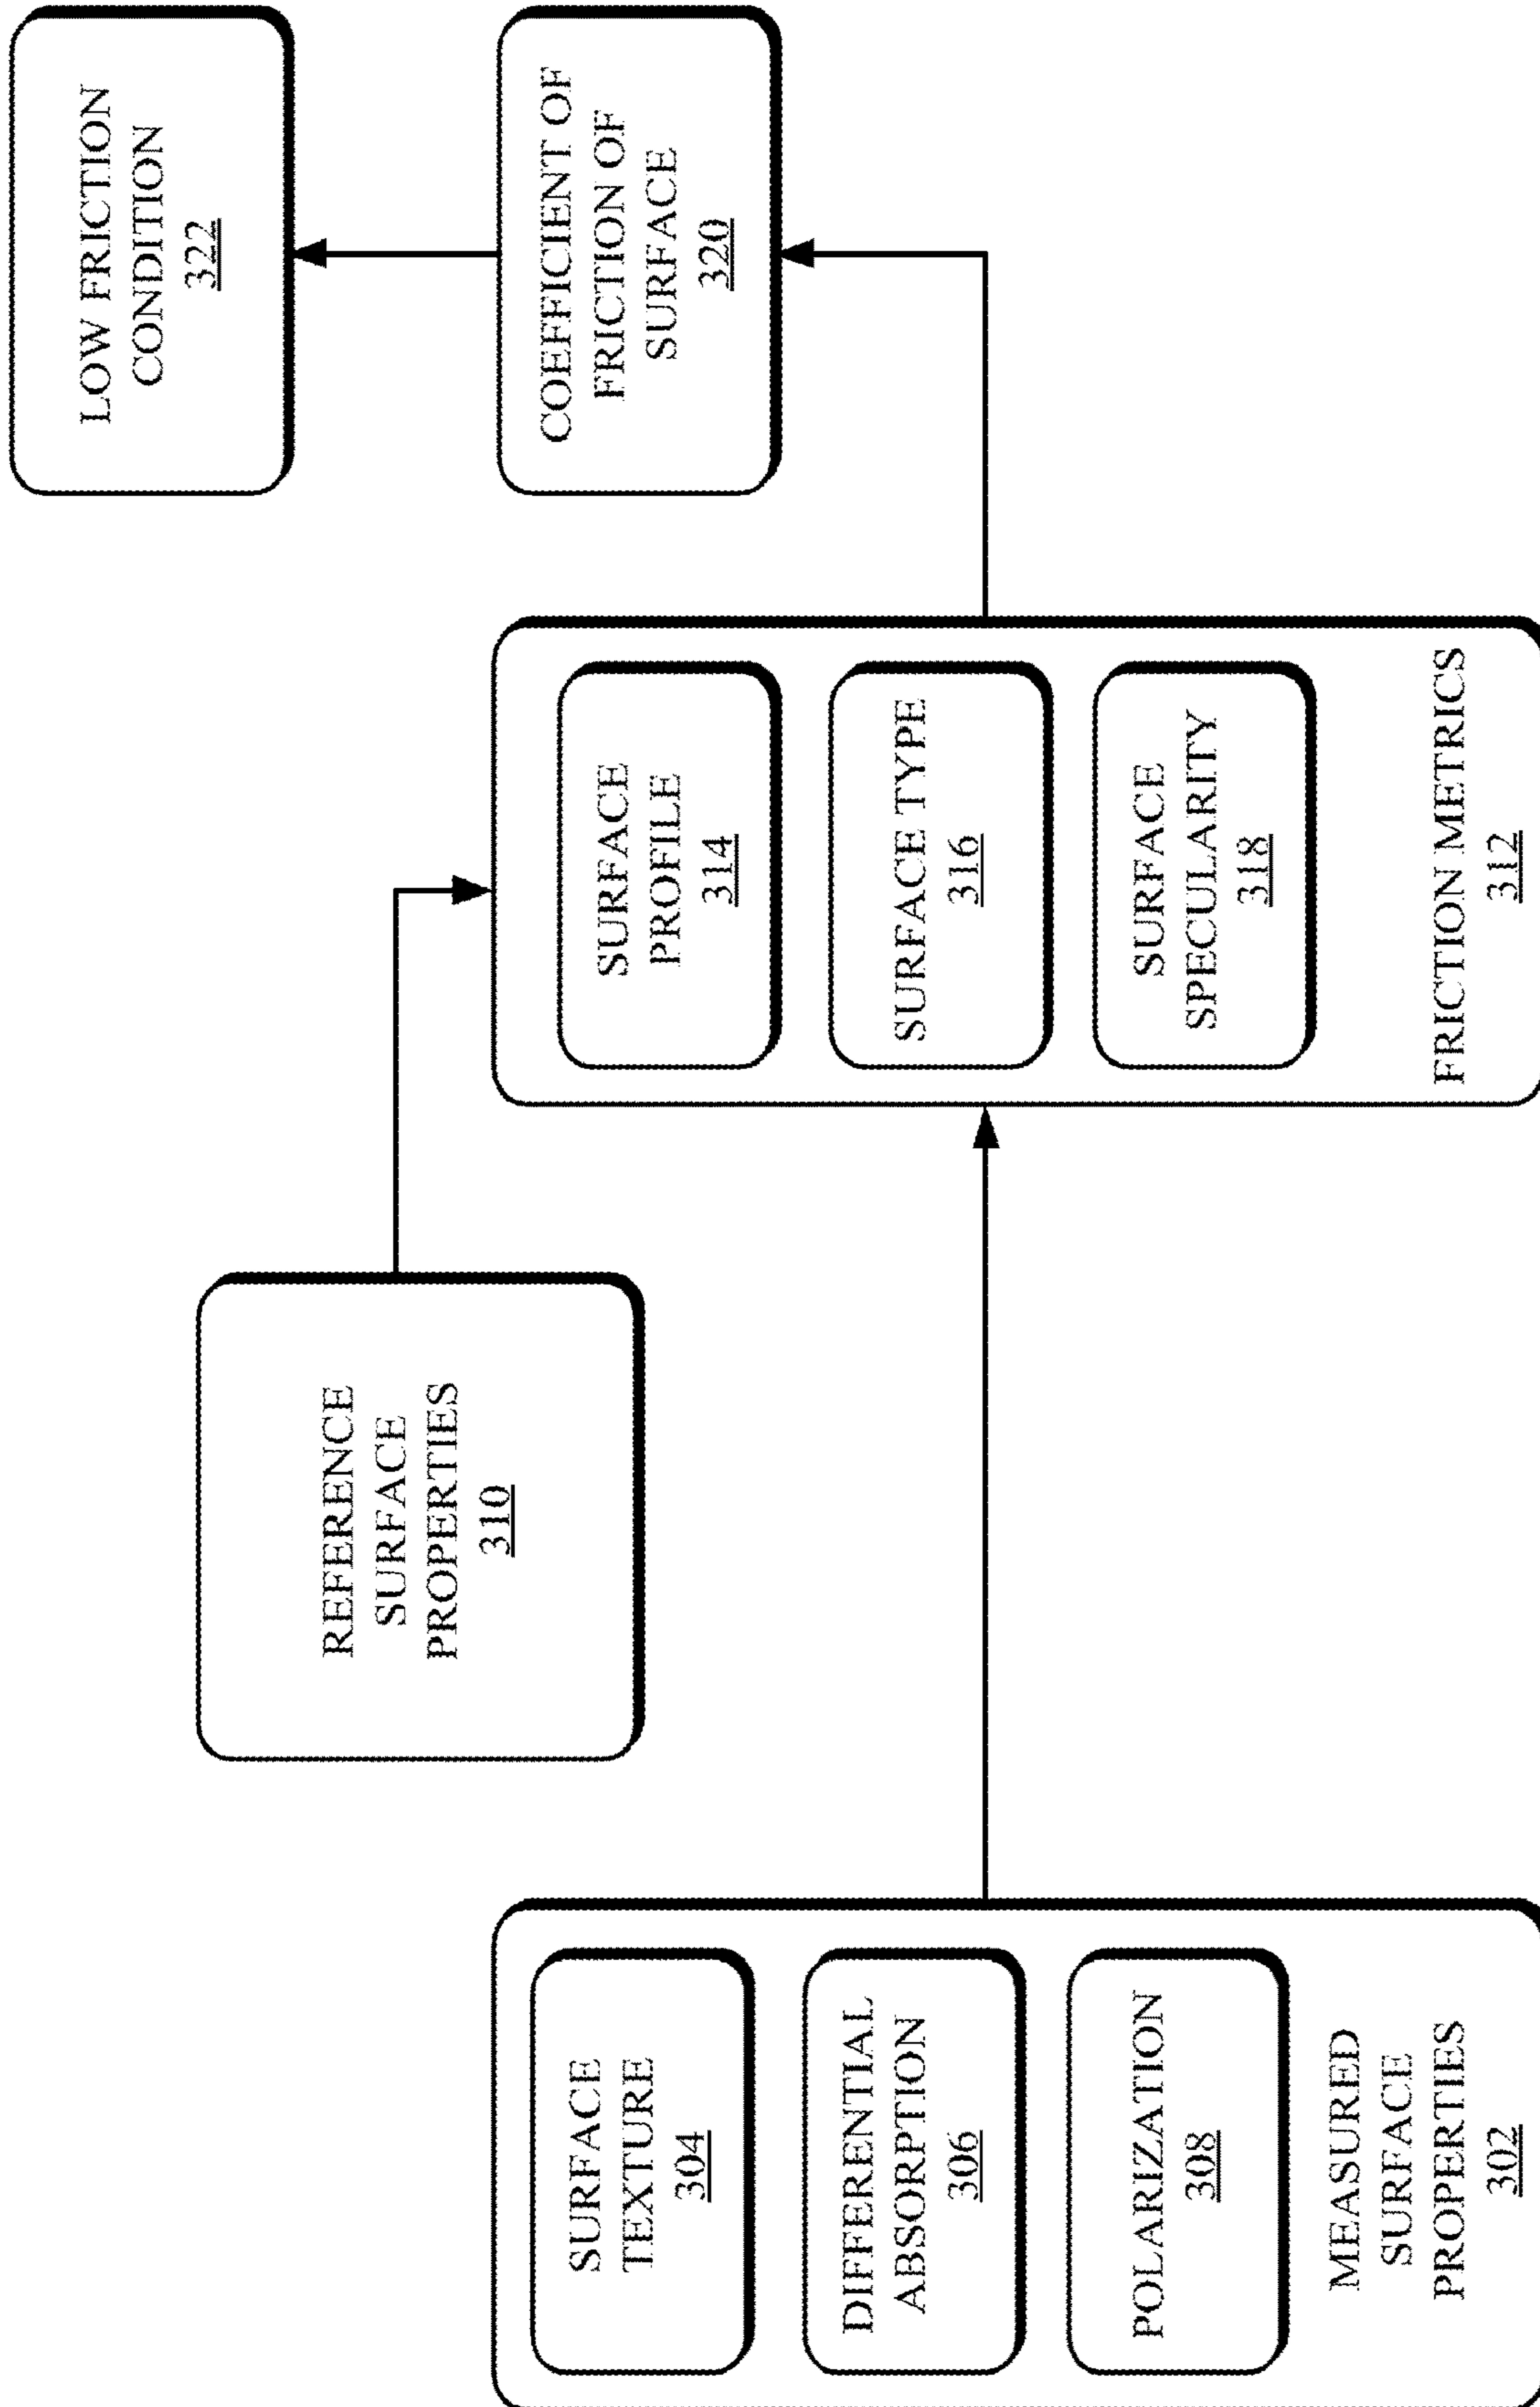 SURFACE
TEXTURE
304
DIFFERENTIAL
ABSORPTION
306
POLARIZATION
308
MEASURED
SURFACE
PROPERTIES
302
REFERENCE
SURFACE
PROPERTIES
310
SURFACE
PROFILE
314
SURFACE TYPE
316
SURFACE
SPECULARITY
318
FRICTION METRICS
312
LOW FRICTION
CONDITION
322
COEFFICIENT OF
FRICTION OF
SURFACE
320